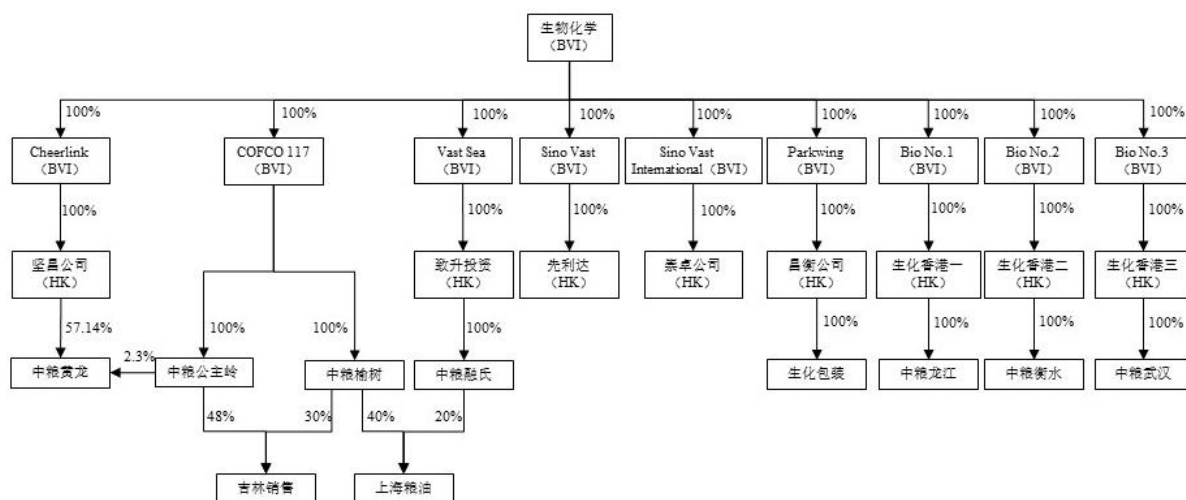 生物化学
（BVI）
100%
100%
100%
100%
100%
100%
100%
100%
100%
Cheerlink
（BVI）
COFCO 117
（BVI）
Vast Sea
（BVI）
Sino Vast
（BVI）
Sino Vast
International（BVI）
Parkwing
（BVI）
Bio No.1
（BVI）
Bio No.2
（BVI）
Bio No.3
（BVI）
100%
100%
100%
100%
100%
100%
100%
100%
坚昌公司
（HK）
致升投资
（HK）
先利达
（HK）
崇卓公司
（HK）
昌衡公司
（HK）
生化香港一
（HK）
生化香港二
（HK）
生化香港三
（HK）
57.14%
100%
100%
100%
100%
100%
100%
100%
中粮黄龙
2.3%
中粮公主岭
中粮榆树
中粮融氏
生化包装
中粮龙江
中粮衡水
中粮武汉
48%
30%
40%
20%
吉林销售
上海粮油